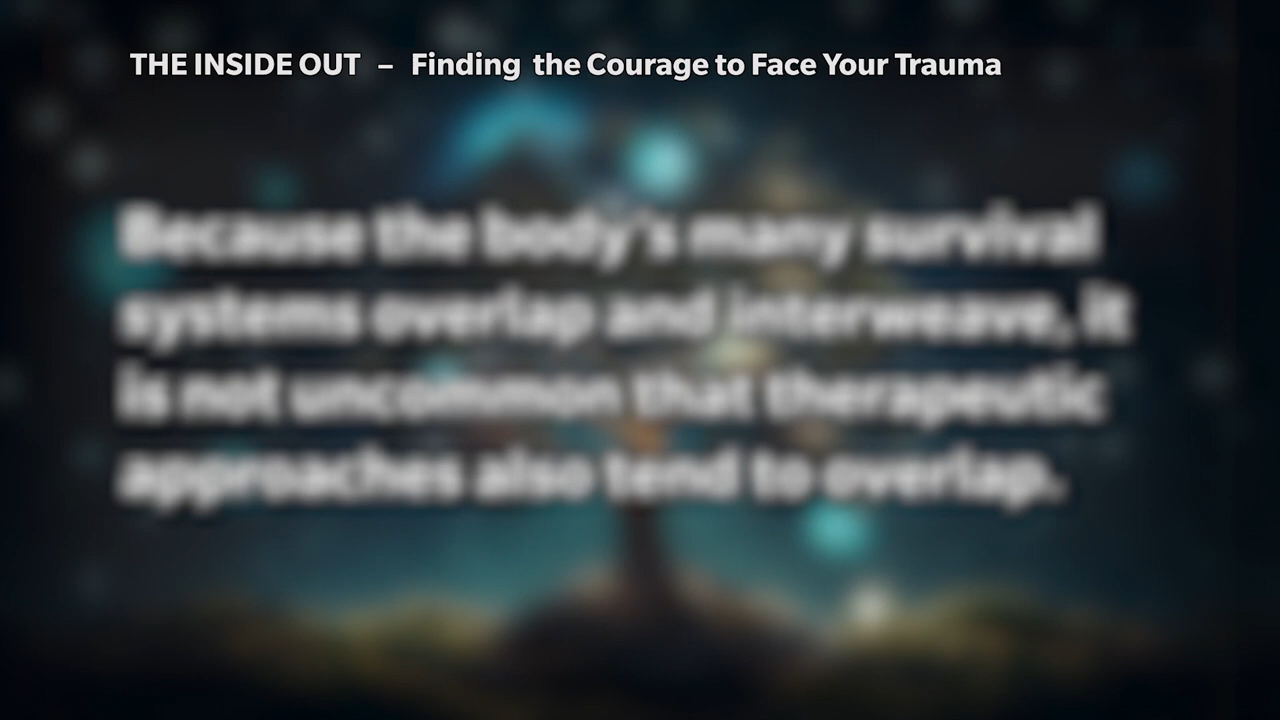 THE INSIDE OUT – Finding the Courage to Face Your Trauma
Because the body's many survival
systems overlap and interweave, it
is not uncommon that therapeutic
approaches also tend to overlap.